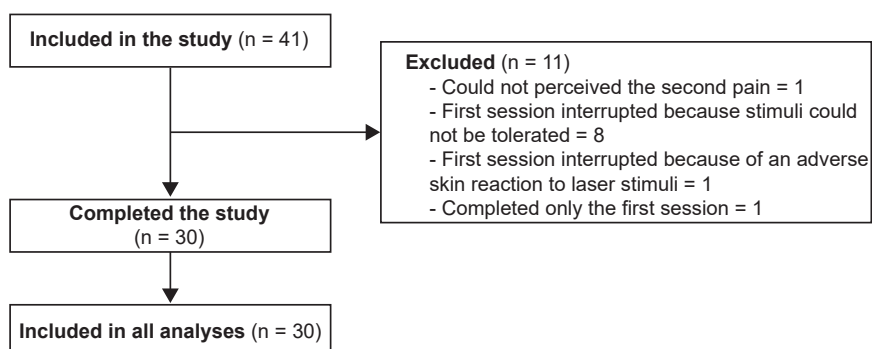 Included in the study (n = 41)
Excluded (n = 11)
- Could not perceived the second pain = 1
- First session interrupted because stimuli could
not be tolerated = 8
- First session interrupted because of an adverse
skin reaction to laser stimuli = 1
- Completed only the first session = 1
Completed the study
(n = 30)
Included in all analyses (n = 30)